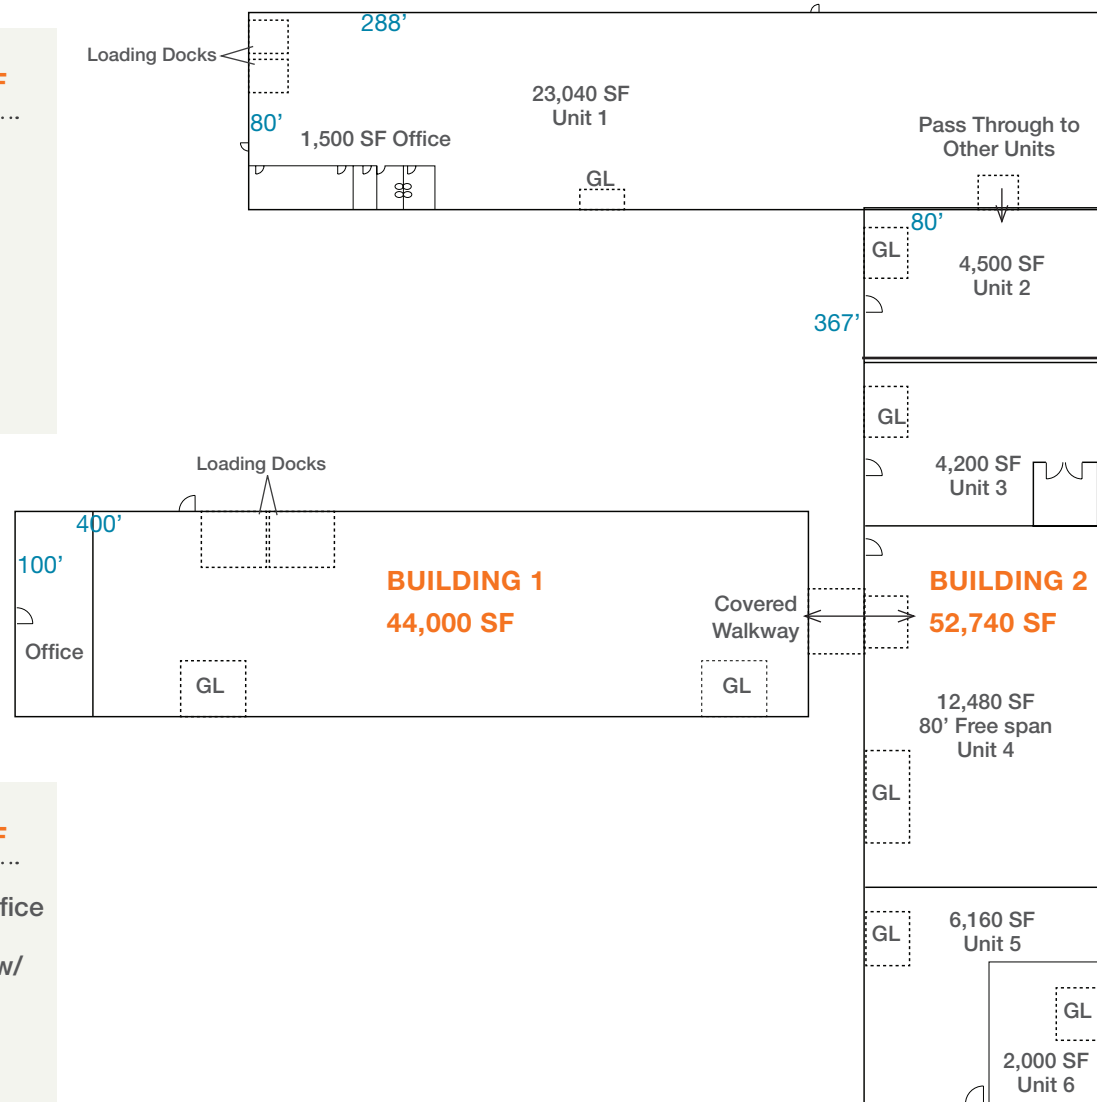 288’
Loading Docks
23,040 SF
Unit 1
80’
1,500 SF Office
Pass Through to
Other Units
GL
80’
GL
4,500 SF
Unit 2
367’
GL
4,200 SF
Unit 3
Loading Docks
400’
100’
BUILDING 1
44,000 SF
Office
GL
GL
Covered
Walkway
BUILDING 2
52,740 SF
12,480 SF
80’ Free span
Unit 4
GL
6,160 SF
Unit 5
GL
GL
2,000 SF
Unit 6
F
...
F
...
fice
w/